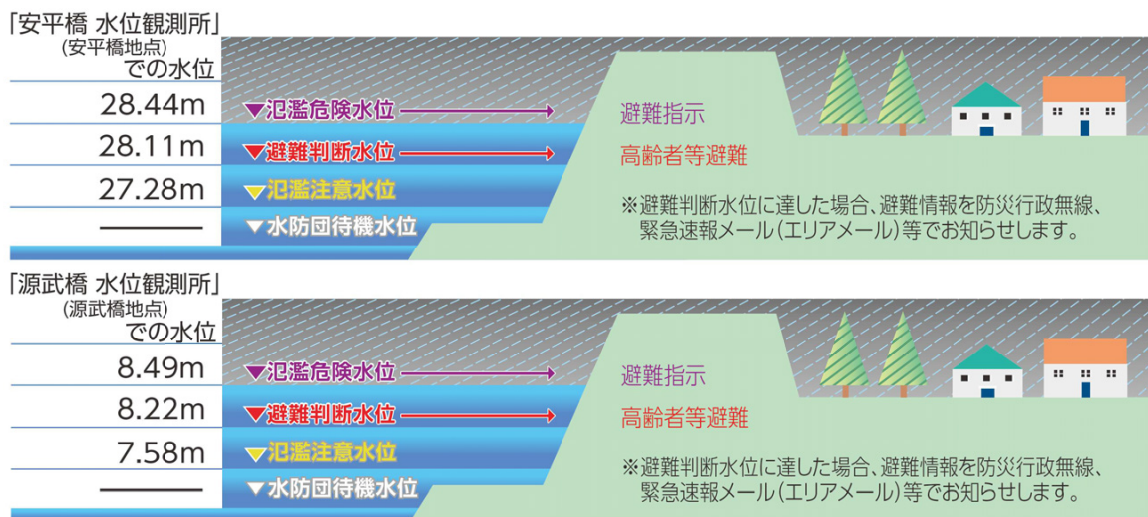 「安平橋 水位観測所」
(安平橋地点)
での水位
28.44m ▼氾濫危険水位 避難指示
28.11m ▼避難判断水位 高齢者等避難
27.28m ▼氾濫注意水位
▼水防団待機水位
※避難判断水位に達した場合、避難情報を防災行政無線、
緊急速報メール(エリアメール)等でお知らせします。
「源武橋 水位観測所」
(源武橋地点)
での水位
8.49m ▼氾濫危険水位 避難指示
8.22m ▼避難判断水位 高齢者等避難
7.58m ▼氾濫注意水位
▼水防団待機水位
※避難判断水位に達した場合、避難情報を防災行政無線、
緊急速報メール(エリアメール)等でお知らせします。